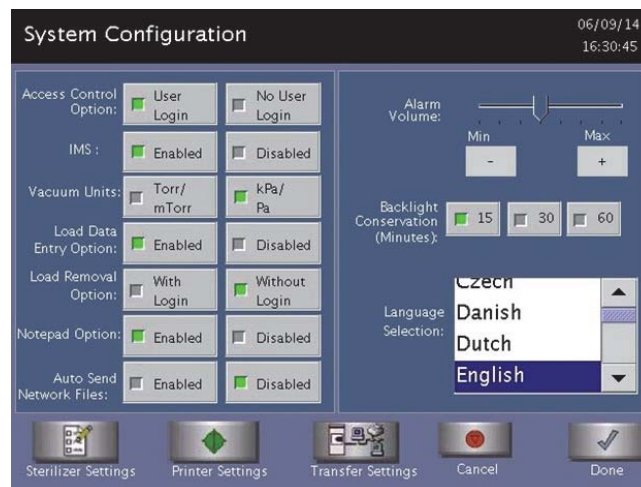 System Configuration
06/09/14
16:30:45
Access Control
Option:
User
Login
No User
Login
IMS :
Enabled
Disabled
Vacuum Units:
Torr/
mTorr
kPa/
Pa
Load Data
Entry Option:
Enabled
Disabled
Load Removal
Option:
With
Login
Without
Login
Notepad Option:
Enabled
Disabled
Auto Send
Network Files:
Enabled
Disabled
Alarm
Volume:
Min
Max
-
+
Backlight
Conservation
(Minutes):
15
30
60
Language
Selection:
Czech
Danish
Dutch
English
Sterilizer Settings
Printer Settings
Transfer Settings
Cancel
Done